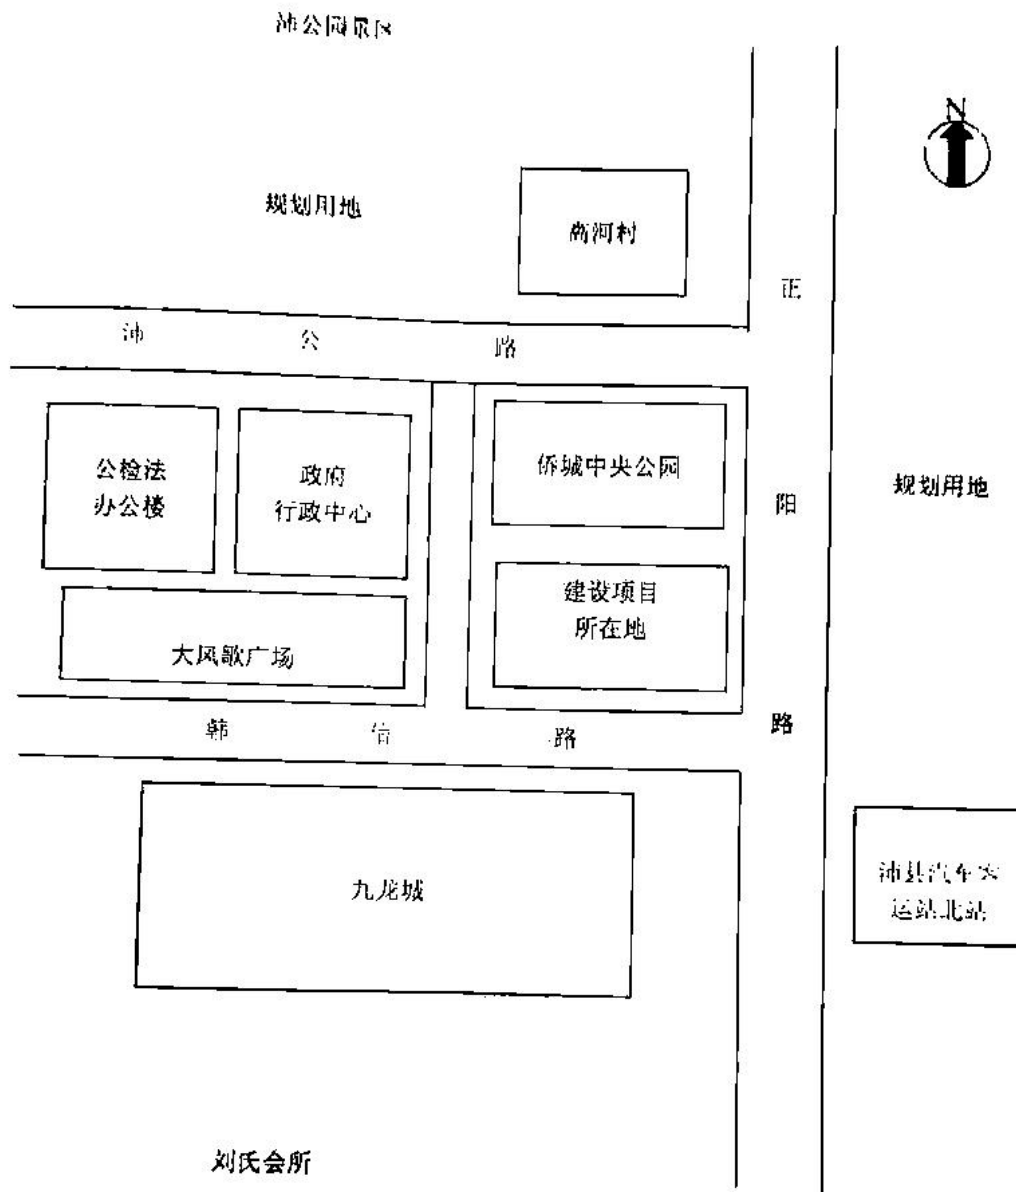 沛公园景区
N
规划用地
高河村
正
沛 公 路
公检法
办公楼
政府
行政中心
侨城中央公园
阳
规划用地
建设项目
所在地
大风歌广场
韩 信 路
路
九龙城
沛县汽车客
运站北站
刘氏会所